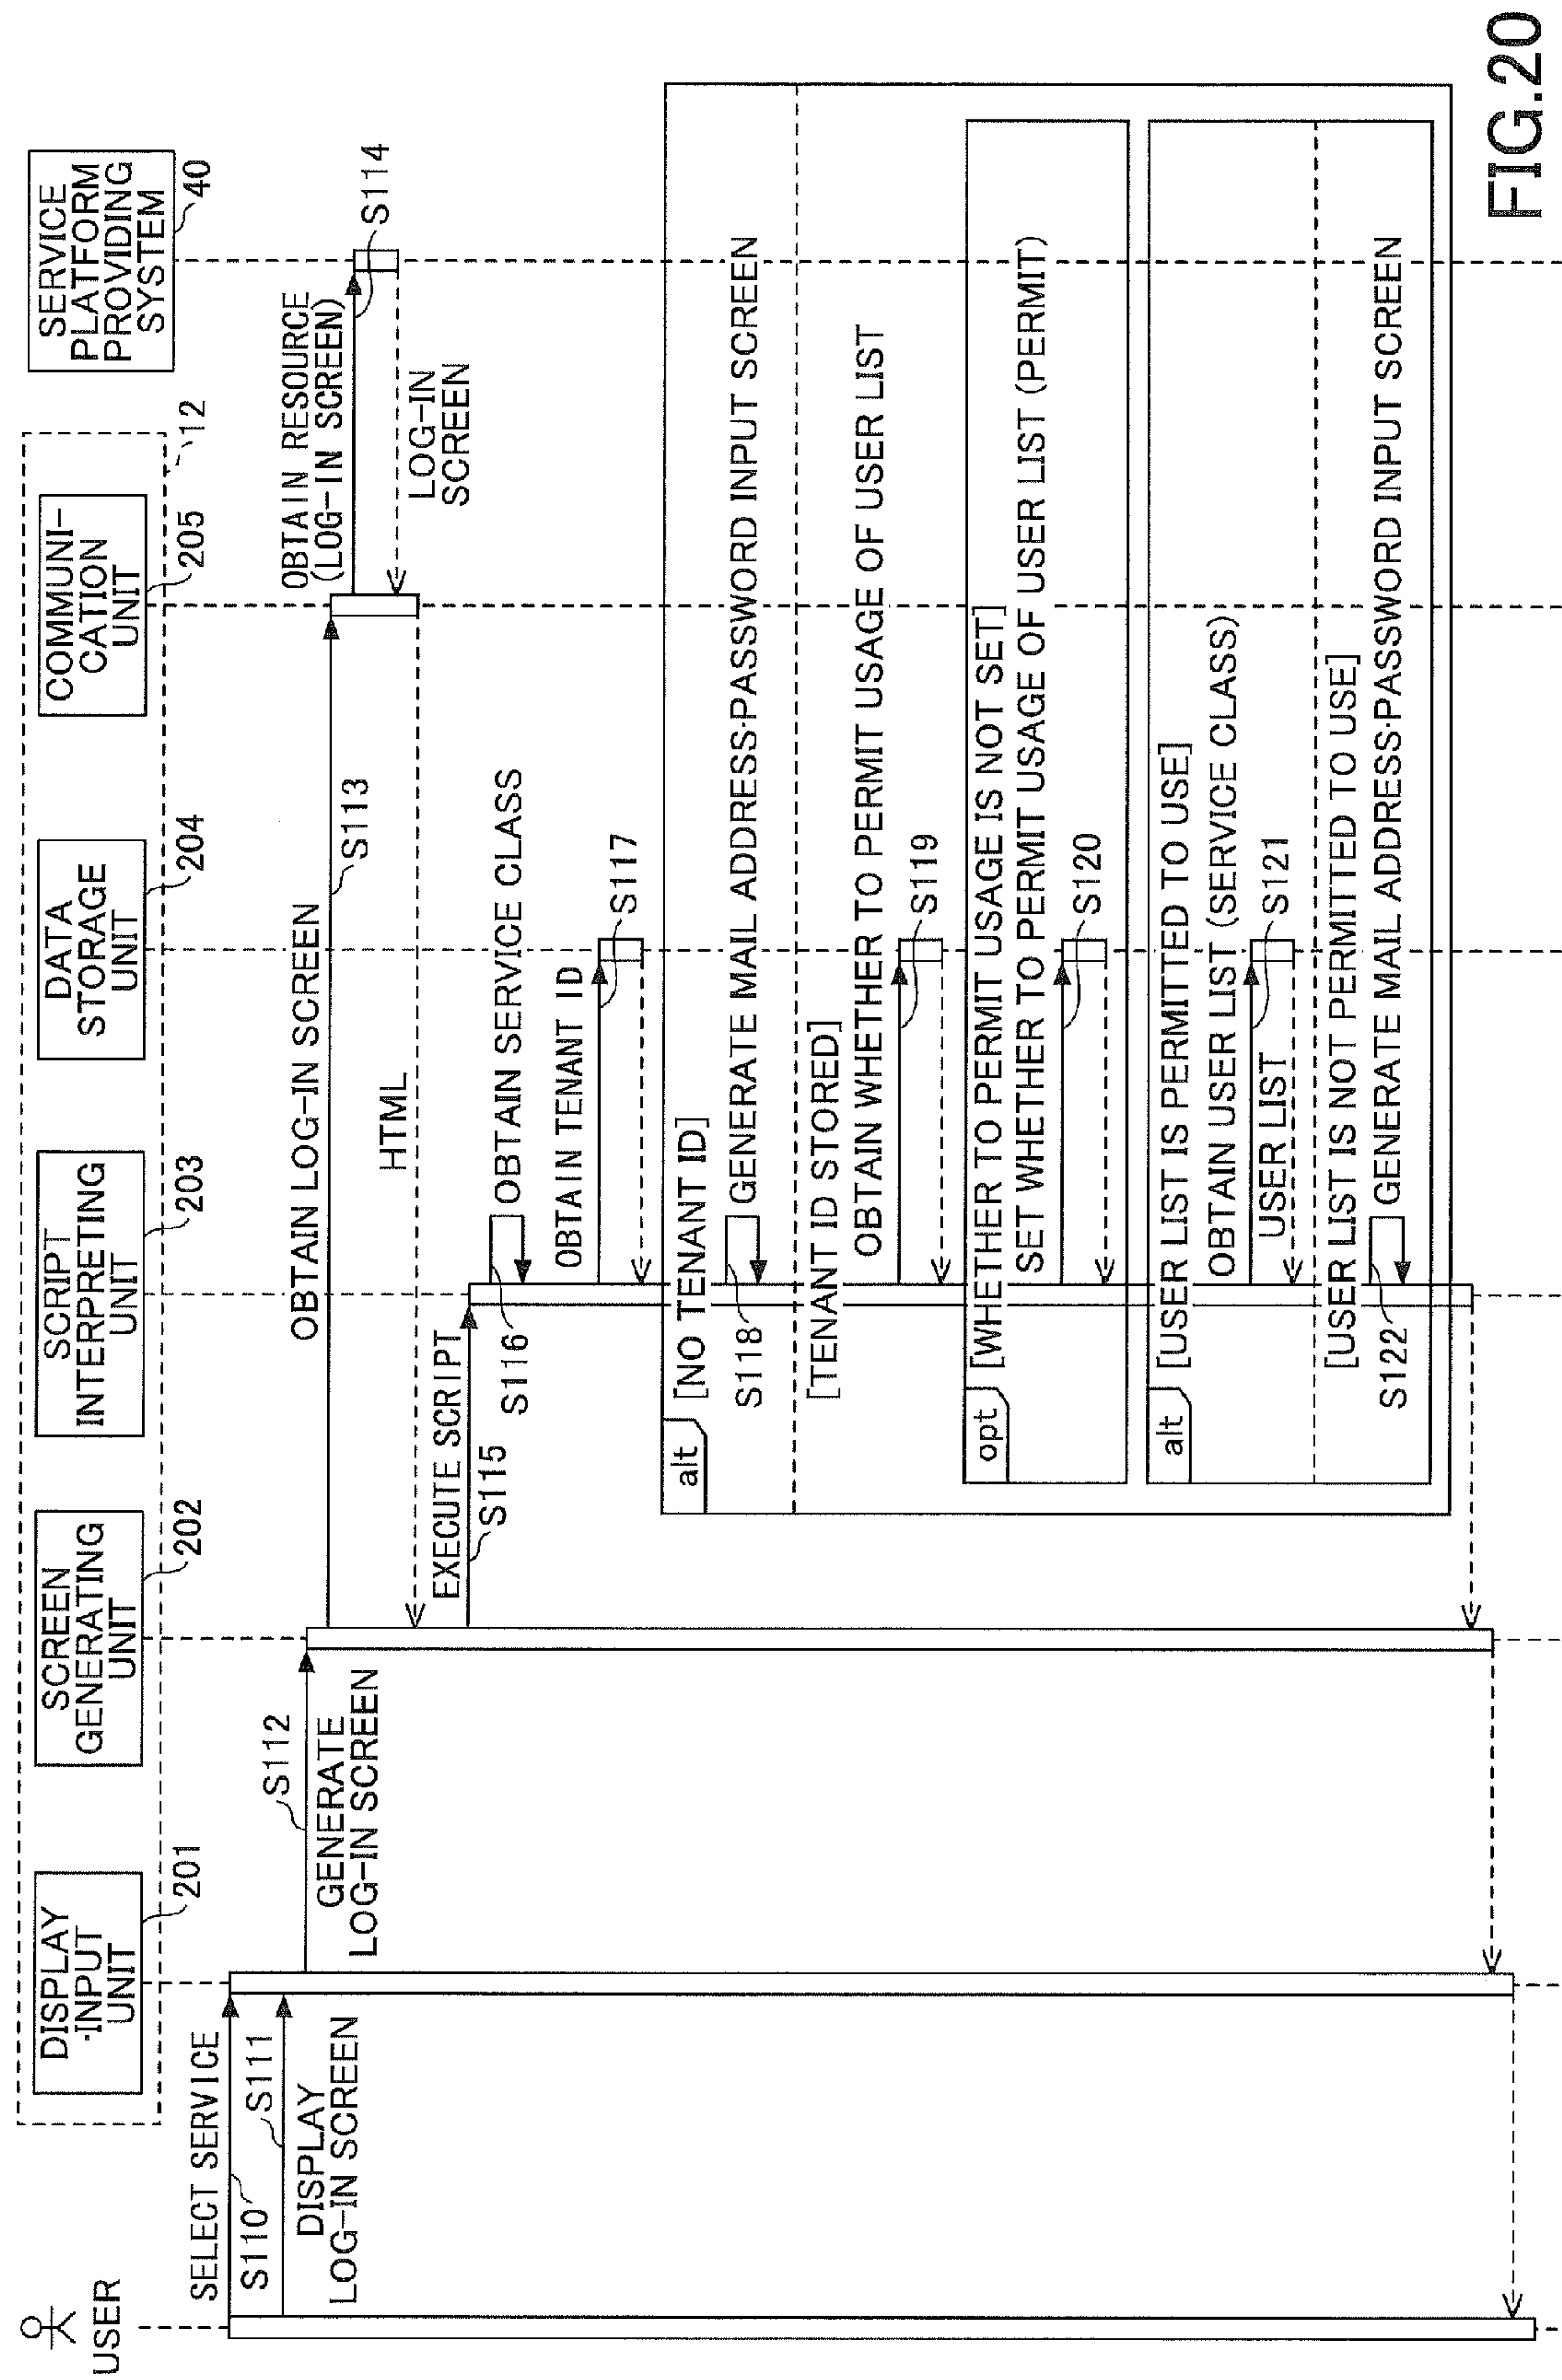 USER
DISPLAY
·INPUT
UNIT
201
SCREEN
GENERATING
UNIT
202
SCRIPT
INTERPRETING
UNIT
203
DATA
STORAGE
UNIT
204
COMMUNI-
CATION
UNIT
205
12
SERVICE
PLATFORM
PROVIDING
SYSTEM
40
SELECT SERVICE
S110
S111
DISPLAY
LOG-IN SCREEN
S112
GENERATE
LOG-IN SCREEN
OBTAIN LOG-IN SCREEN
S113
OBTAIN RESOURCE
(LOG-IN SCREEN)
S114
LOG-IN
SCREEN
HTML
EXECUTE SCRIPT
S115
S116
OBTAIN SERVICE CLASS
OBTAIN TENANT ID
S117
alt
[NO TENANT ID]
S118
GENERATE MAIL ADDRESS·PASSWORD INPUT SCREEN
[TENANT ID STORED]
OBTAIN WHETHER TO PERMIT USAGE OF USER LIST
S119
opt
[WHETHER TO PERMIT USAGE IS NOT SET]
SET WHETHER TO PERMIT USAGE OF USER LIST (PERMIT)
S120
alt
[USER LIST IS PERMITTED TO USE]
OBTAIN USER LIST (SERVICE CLASS)
S121
USER LIST
[USER LIST IS NOT PERMITTED TO USE]
S122
GENERATE MAIL ADDRESS·PASSWORD INPUT SCREEN
FIG.20